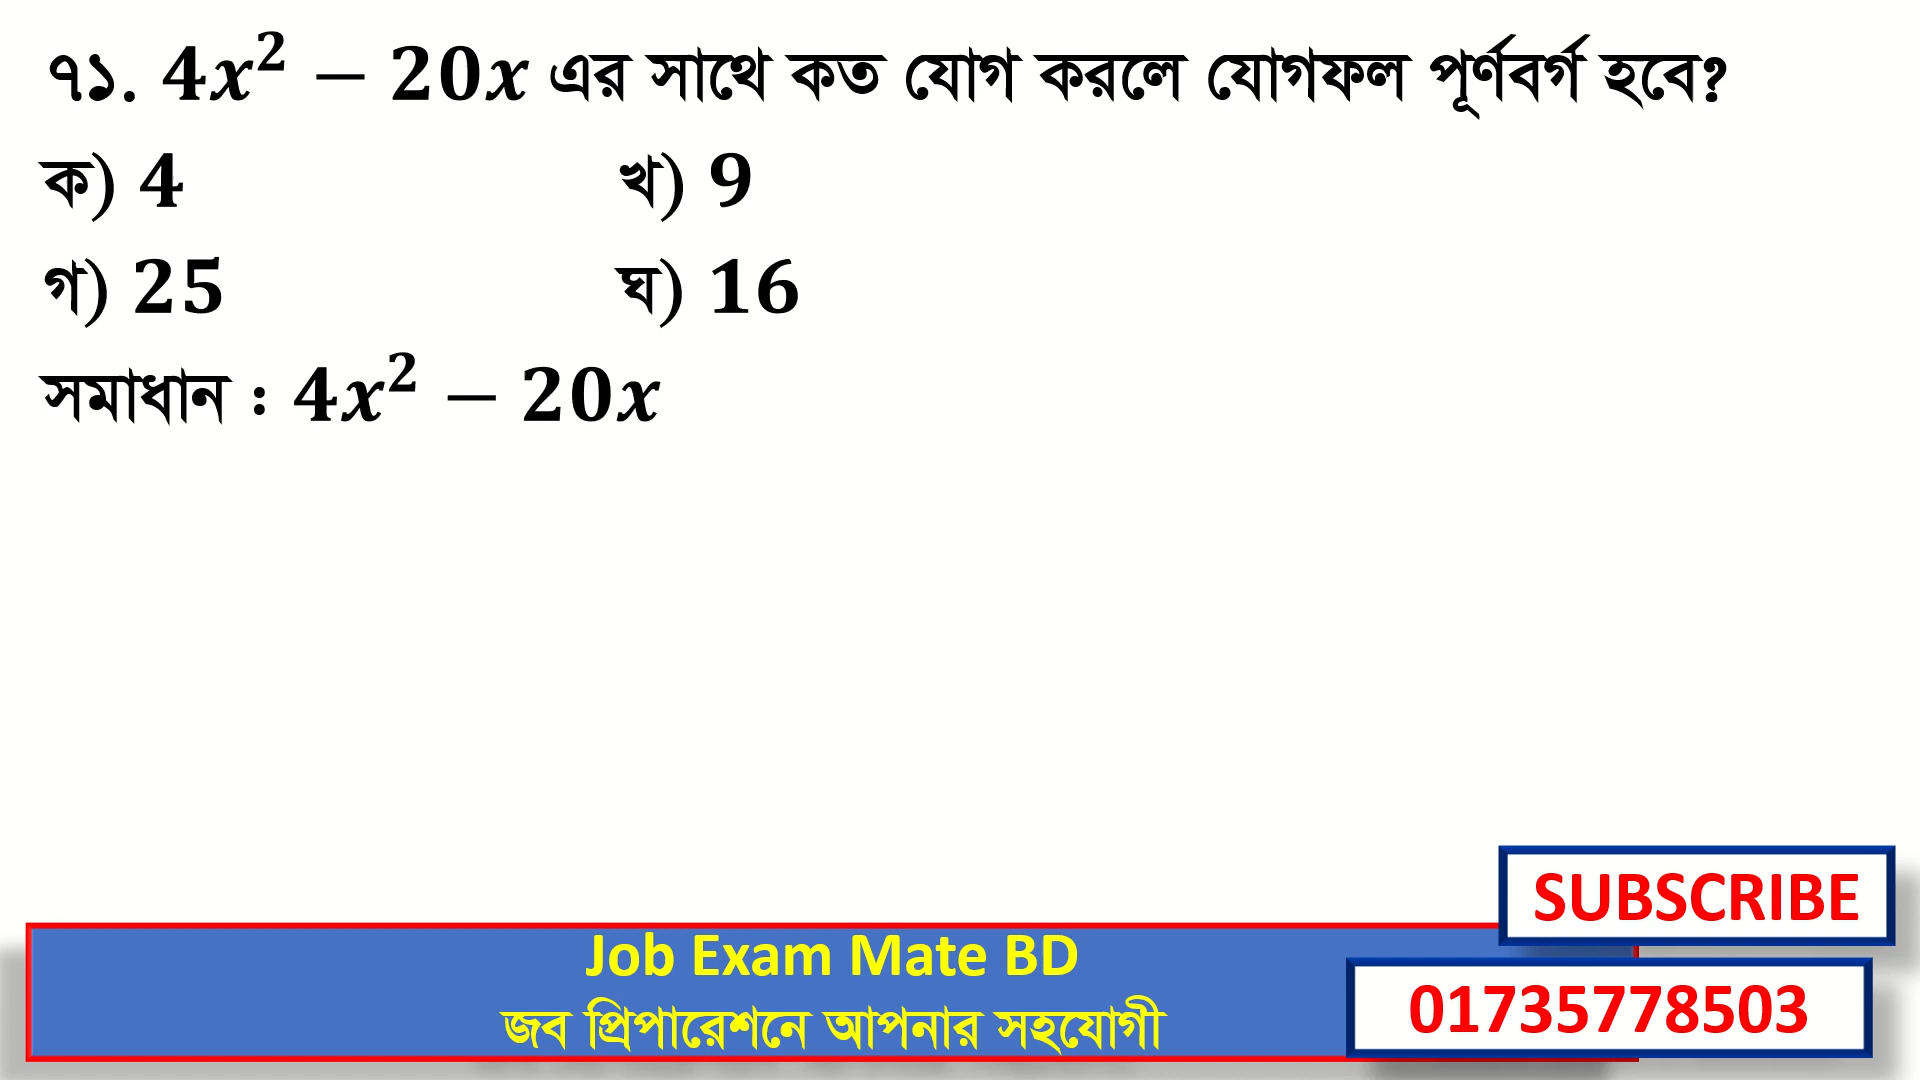 ৭১. 4x² − 20x এর সাথে কত যোগ করলে যোগফল পূর্ণবর্গ হবে?
ক) 4 খ) 9
গ) 25 ঘ) 16
সমাধান ঃ 4x² − 20x
SUBSCRIBE
Job Exam Mate BD
জব প্রিপারেশনে আপনার সহযোগী
01735778503